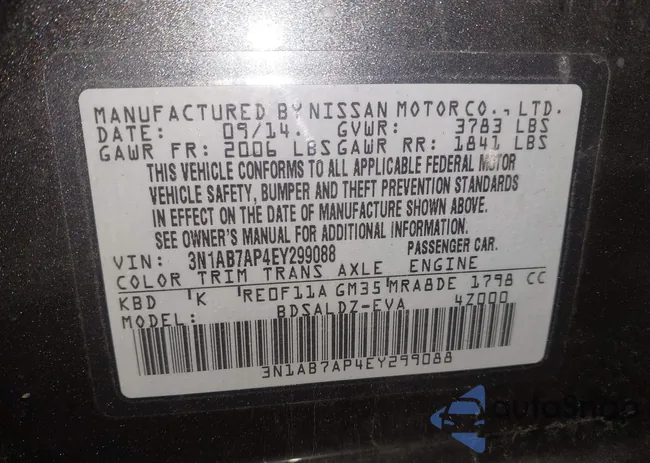 MANUFACTURED BY NISSAN MOTOR CO., LTD.
DATE: 09/14 GVWR: 3783 LBS
GAWR FR: 2006 LBS GAWR RR: 1841 LBS
THIS VEHICLE CONFORMS TO ALL APPLICABLE FEDERAL MOTOR
VEHICLE SAFETY, BUMPER AND THEFT PREVENTION STANDARDS
IN EFFECT ON THE DATE OF MANUFACTURE SHOWN ABOVE.
SEE OWNER'S MANUAL FOR ADDITIONAL INFORMATION.
VIN: 3N1AB7AP4EY299088 PASSENGER CAR.
COLOR TRIM TRANS AXLE ENGINE
KBD K RE0F11A GM35 MRA8DE 1798 CC
MODEL: BDSALDZ-EVA 4Z000
3N1AB7AP4EY299088
autoSnap